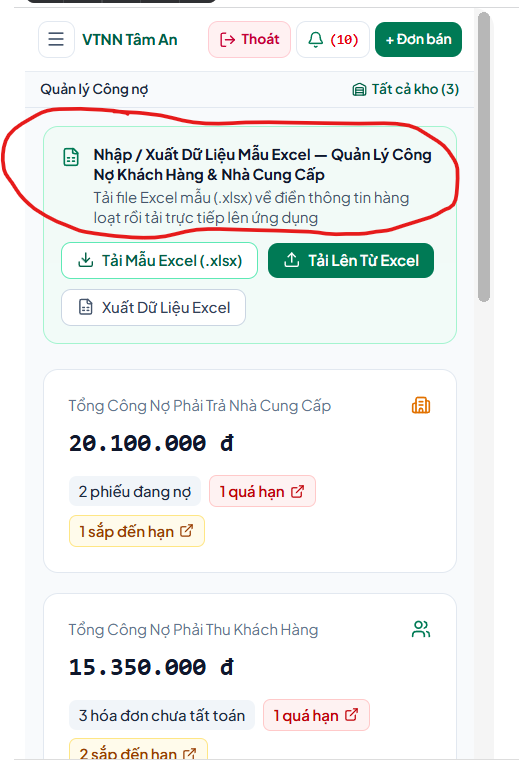 VTNN Tâm An
Thoát
(10)
+ Đơn bán
Quản lý Công nợ
Tất cả kho (3)
Nhập / Xuất Dữ Liệu Mẫu Excel — Quản Lý Công
Nợ Khách Hàng & Nhà Cung Cấp
Tải file Excel mẫu (.xlsx) về điền thông tin hàng
loạt rồi tải trực tiếp lên ứng dụng
Tải Mẫu Excel (.xlsx)
Tải Lên Từ Excel
Xuất Dữ Liệu Excel
Tổng Công Nợ Phải Trả Nhà Cung Cấp
20.100.000 đ
2 phiếu đang nợ
1 quá hạn
1 sắp đến hạn
Tổng Công Nợ Phải Thu Khách Hàng
15.350.000 đ
3 hóa đơn chưa tất toán
1 quá hạn
2 sắp đến hạn